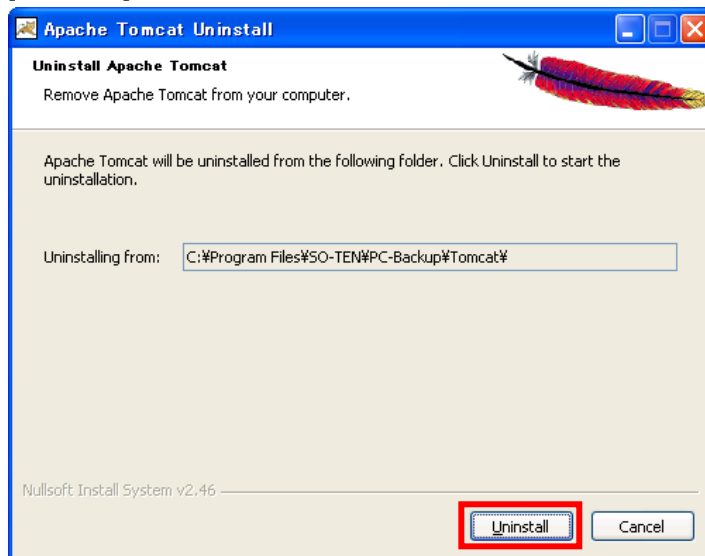 Apache Tomcat Uninstall
Uninstall Apache Tomcat
Remove Apache Tomcat from your computer.
Apache Tomcat will be uninstalled from the following folder. Click Uninstall to start the
uninstallation.
Uninstalling from: C:¥Program Files¥SO-TEN¥PC-Backup¥Tomcat¥
Nullsoft Install System v2.46
Uninstall Cancel